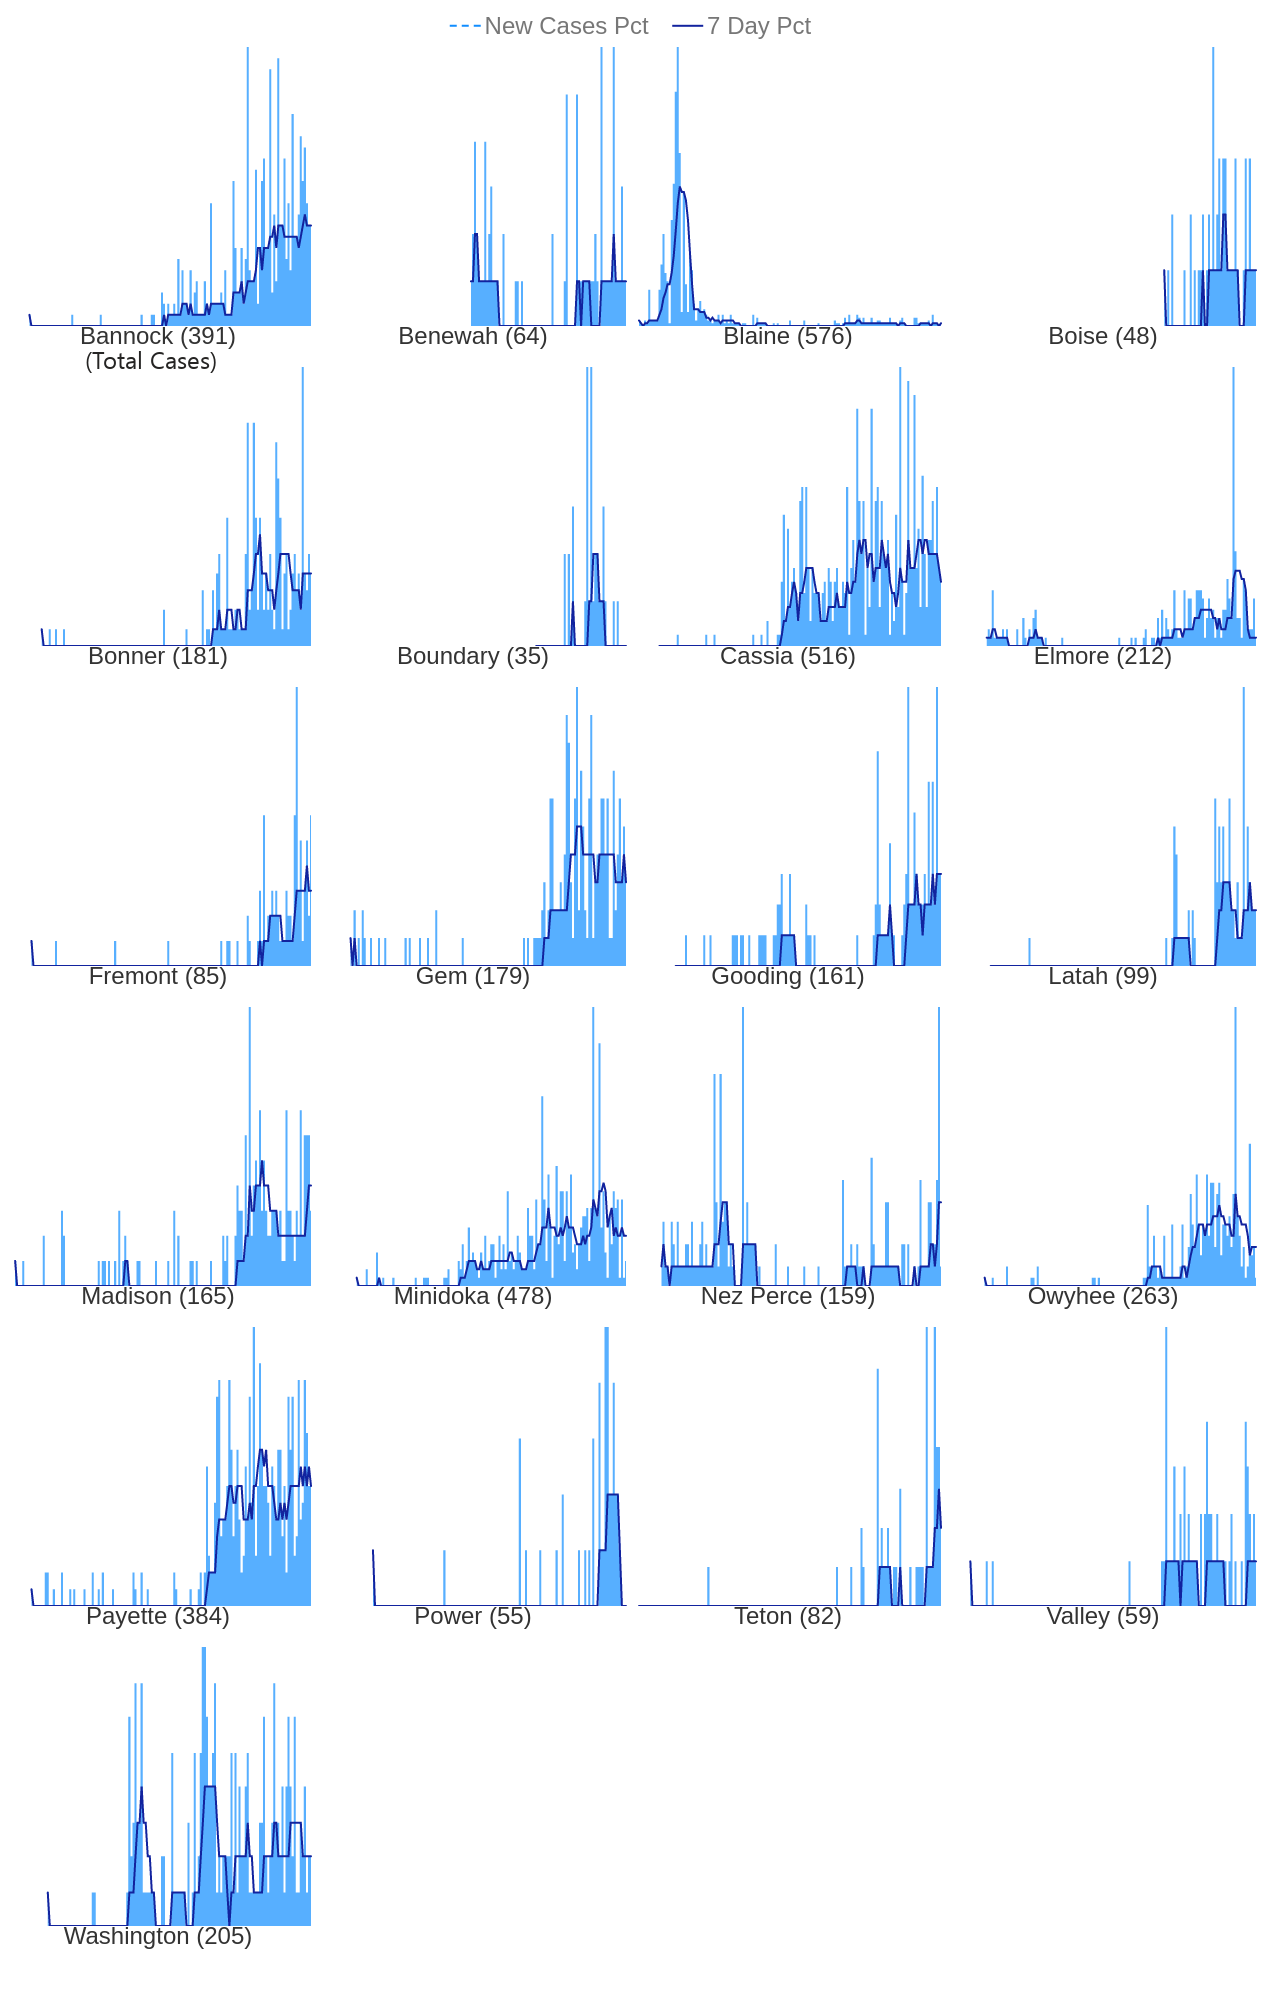 New Cases Pct 7 Day Pct
Bannock (391) Benewah (64) Blaine (576) Boise (48)
(Total Cases)
Bonner (181) Boundary (35) Cassia (516) Elmore (212)
Fremont (85) Gem (179) Gooding (161) Latah (99)
Madison (165) Minidoka (478) Nez Perce (159) Owyhee (263)
Payette (384) Power (55) Teton (82) Valley (59)
Washington (205)